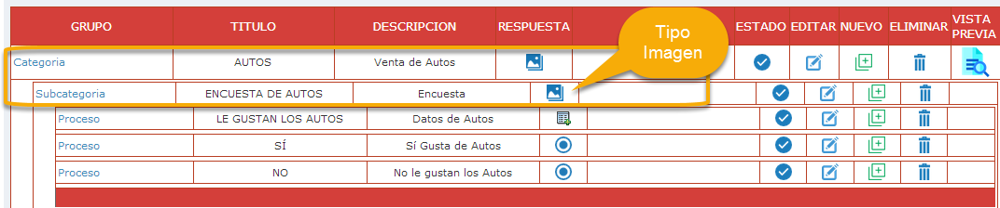 GRUPO TITULO DESCRIPCION RESPUESTA ESTADO EDITAR NUEVO ELIMINAR VISTA PREVIA
Tipo Imagen
Categoria AUTOS Venta de Autos
Subcategoria ENCUESTA DE AUTOS Encuesta
Proceso LE GUSTAN LOS AUTOS Datos de Autos
Proceso SÍ Sí Gusta de Autos
Proceso NO No le gustan los Autos